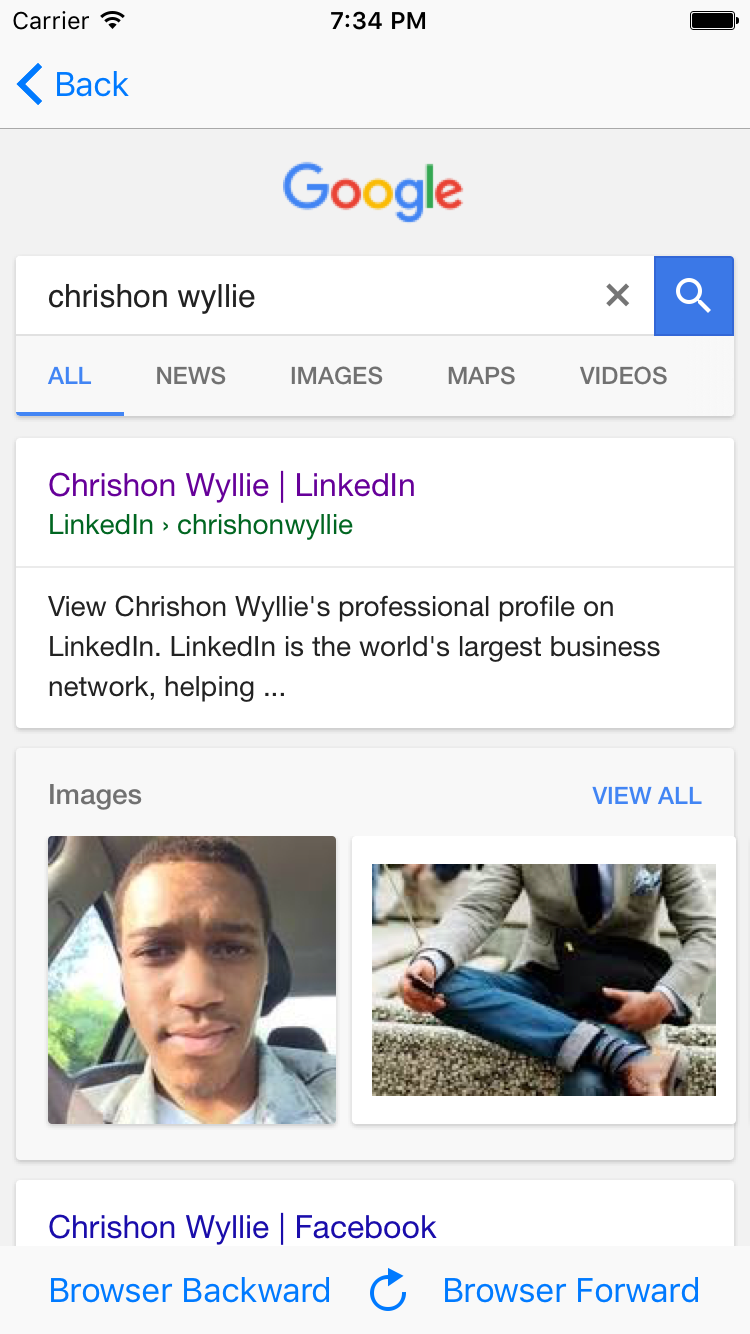 Carrier 7:34 PM
Back
Google
chrishon wyllie
ALL NEWS IMAGES MAPS VIDEOS
Chrishon Wyllie | LinkedIn
LinkedIn › chrishonwyllie
View Chrishon Wyllie's professional profile on
LinkedIn. LinkedIn is the world's largest business
network, helping ...
Images VIEW ALL
Chrishon Wyllie | Facebook
Browser Backward Browser Forward